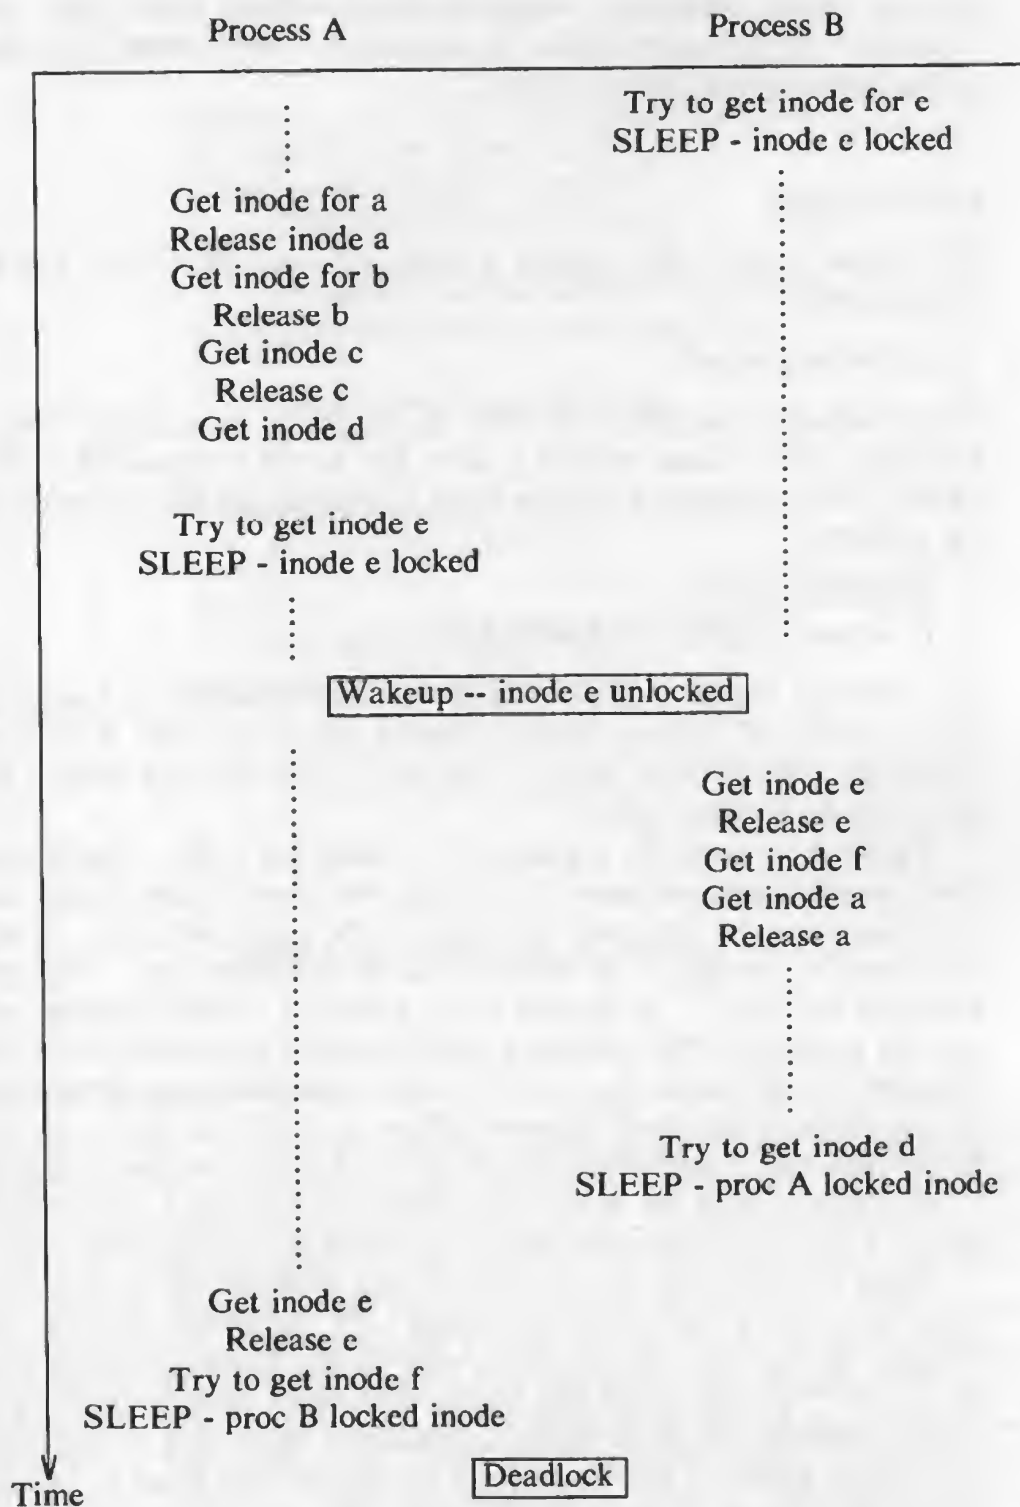 Process A
Process B
Try to get inode for e
SLEEP - inode e locked
Get inode for a
Release inode a
Get inode for b
Release b
Get inode c
Release c
Get inode d
Try to get inode e
SLEEP - inode e locked
Wakeup -- inode e unlocked
Get inode e
Release e
Get inode f
Get inode a
Release a
Try to get inode d
SLEEP - proc A locked inode
Get inode e
Release e
Try to get inode f
SLEEP - proc B locked inode
Deadlock
Time